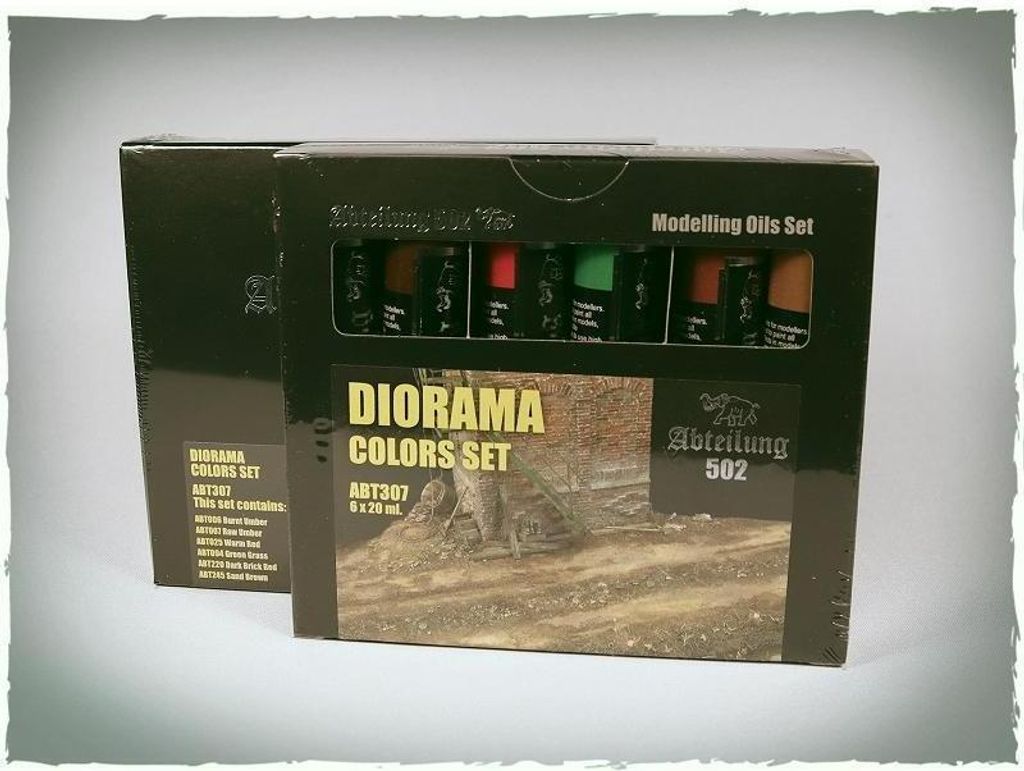 Abteilung 502
Modelling Oils Set
DIORAMA
COLORS SET
ABT307
6 x 20 ml.
Abteilung
502
DIORAMA
COLORS SET
ABT307
This set contains:
ABT006 Burnt Umber
ABT007 Raw Umber
ABT025 Warm Red
ABT094 Green Grass
ABT220 Dark Brick Red
ABT245 Sand Brown